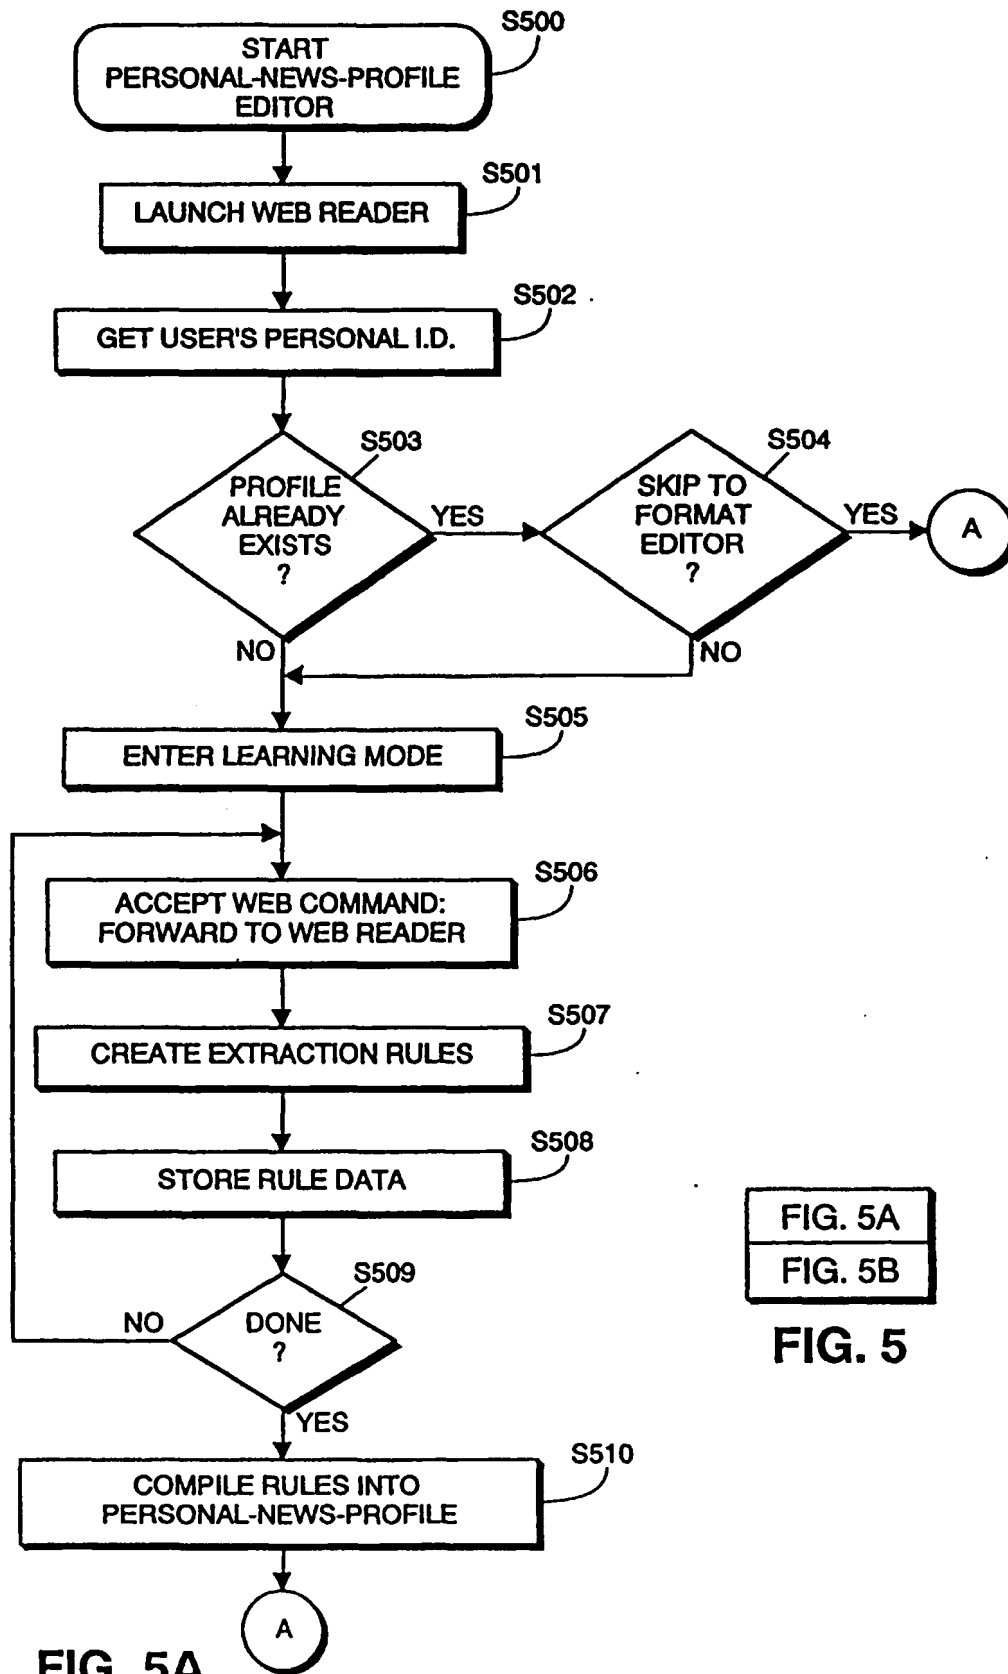 S500
START
PERSONAL-NEWS-PROFILE
EDITOR
S501
LAUNCH WEB READER
S502
GET USER'S PERSONAL I.D.
S503
PROFILE
ALREADY
EXISTS
?
YES
NO
S504
SKIP TO
FORMAT
EDITOR
?
YES
NO
A
S505
ENTER LEARNING MODE
S506
ACCEPT WEB COMMAND:
FORWARD TO WEB READER
S507
CREATE EXTRACTION RULES
S508
STORE RULE DATA
S509
DONE
?
NO
YES
S510
COMPILE RULES INTO
PERSONAL-NEWS-PROFILE
A
FIG. 5A
FIG. 5A
FIG. 5B
FIG. 5